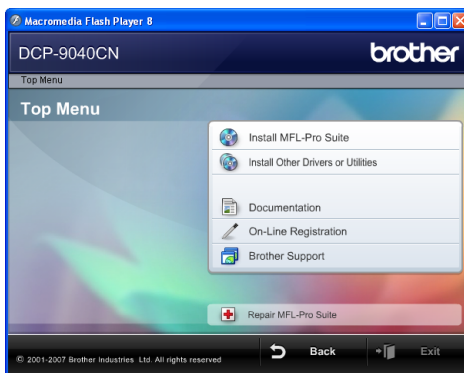 Macromedia Flash Player 8
DCP-9040CN
brother
Top Menu
Top Menu
Install MFL-Pro Suite
Install Other Drivers or Utilities
Documentation
On-Line Registration
Brother Support
Repair MFL-Pro Suite
© 2001-2007 Brother Industries Ltd. All rights reserved
Back
Exit